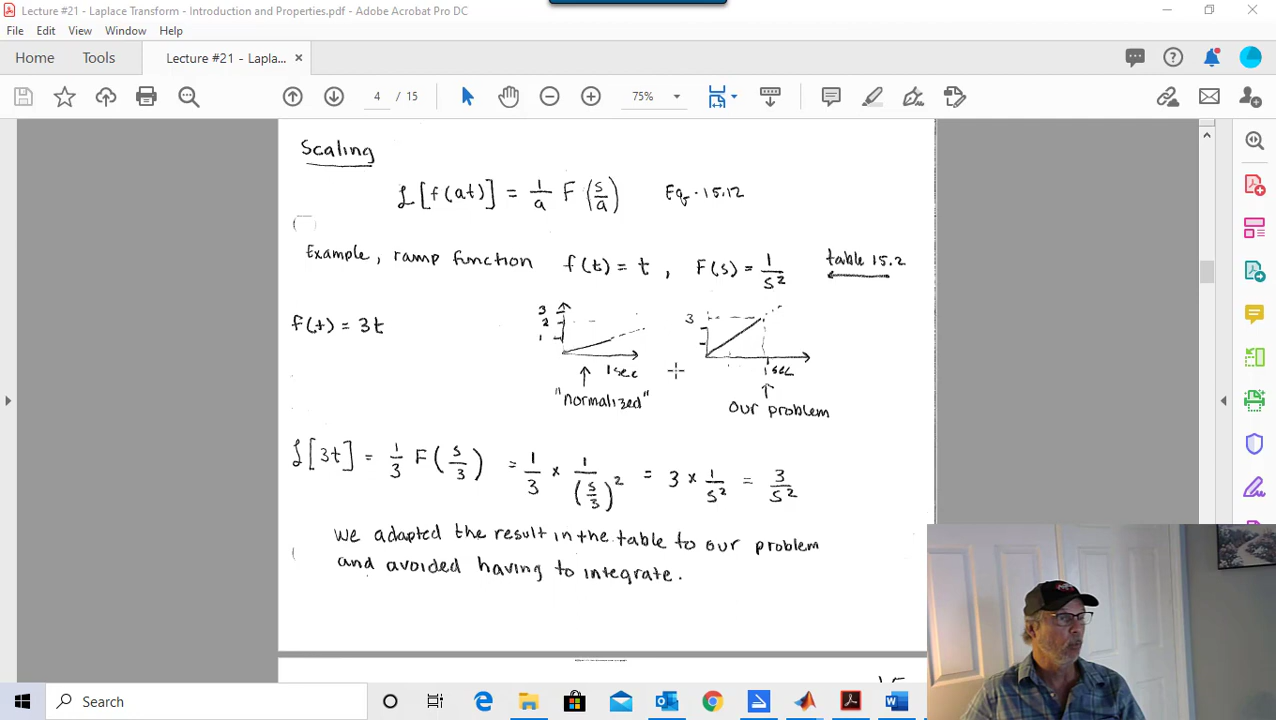 Lecture #21 - Laplace Transform - Introduction and Properties.pdf - Adobe Acrobat Pro DC
File Edit View Window Help
Home Tools Lecture #21 - Lapla... ×
4 / 15 75%
Scaling
ℒ[f(at)] = 1/a F(s/a) Eq. 15.12
Example, ramp function f(t) = t, F(s) = 1/s² table 15.2
f(t) = 3t
3
2
1
1 sec
"normalized"
3
1 sec
Our problem
ℒ[3t] = 1/3 F(s/3) = 1/3 × 1/(s/3)² = 3 × 1/s² = 3/s²
We adapted the result in the table to our problem
and avoided having to integrate.
Search